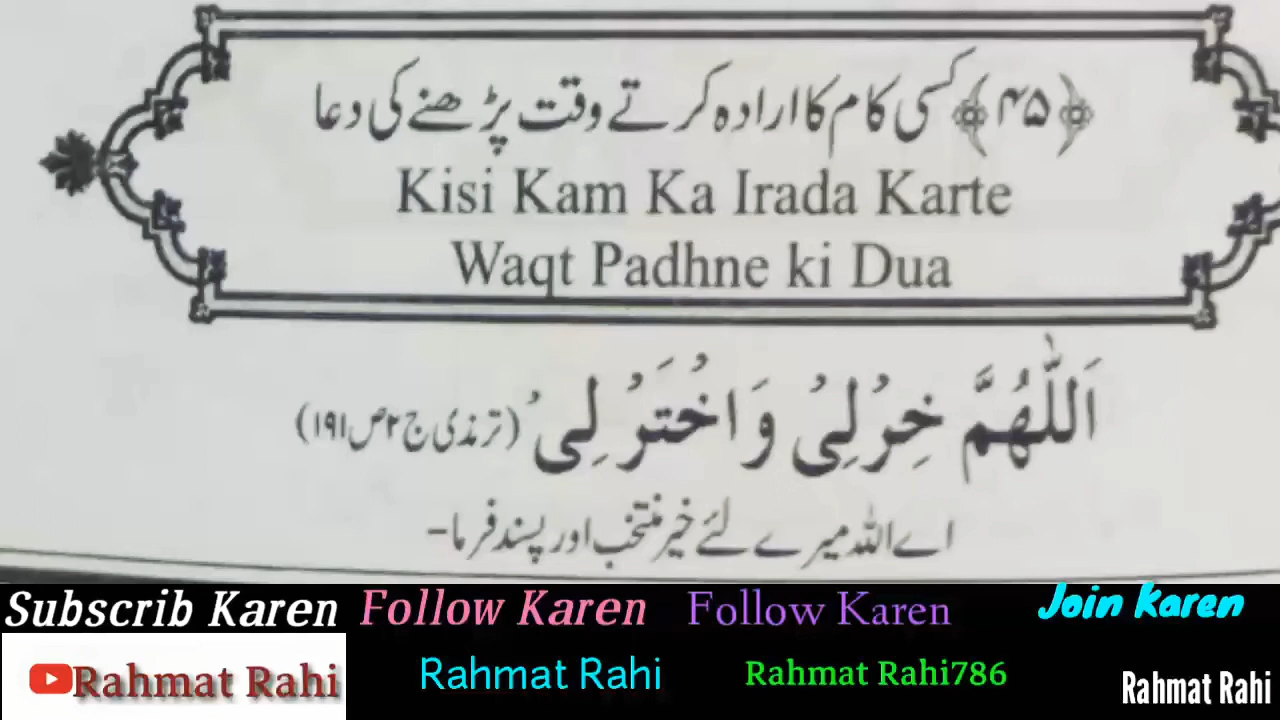 ﴿۴۵﴾ کسی کام کا ارادہ کرتے وقت پڑھنے کی دعا
Kisi Kam Ka Irada Karte
Waqt Padhne ki Dua
اَللّٰھُمَّ خِرْلِیْ وَاخْتَرْ لِیْ (ترمذی ج۲ص۱۹۱)
اے اللہ میرے لئے خیر منتخب اور پسند فرما-
Subscrib Karen Follow Karen Follow Karen Join Karen
Rahmat Rahi Rahmat Rahi Rahmat Rahi786 Rahmat Rahi